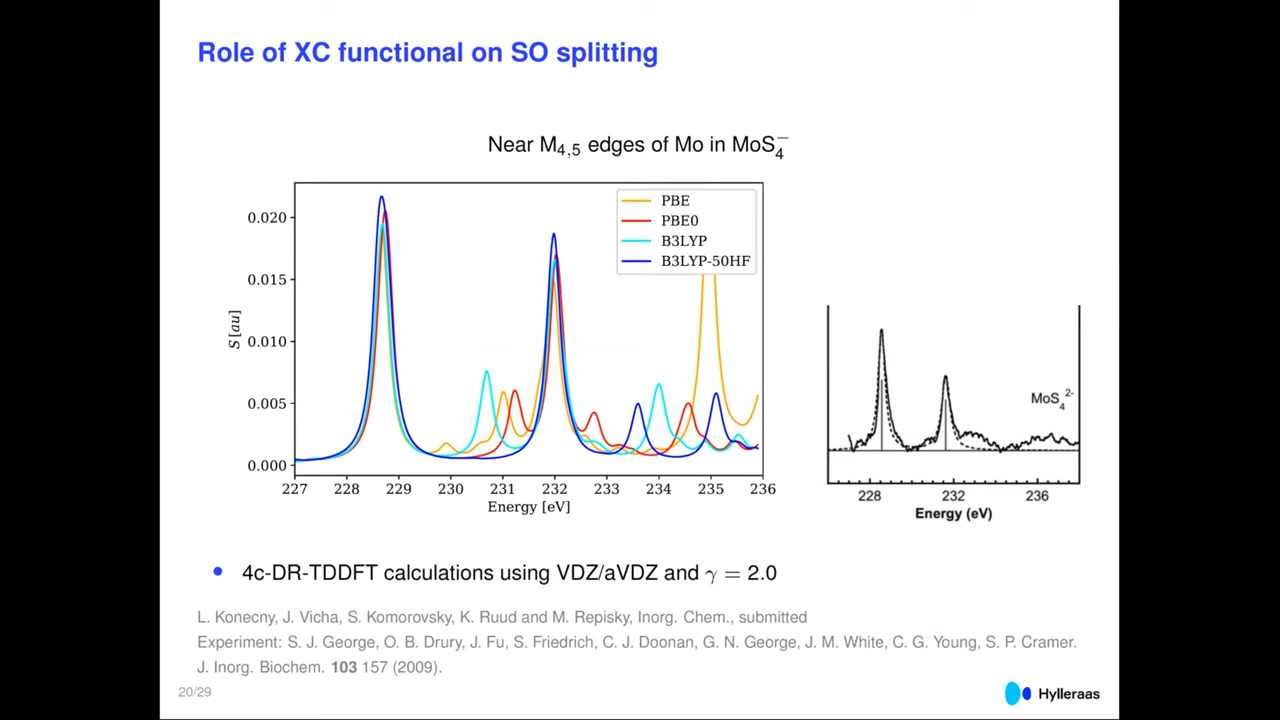 Role of XC functional on SO splitting
Near M4,5 edges of Mo in MoS4−
PBE
PBE0
B3LYP
B3LYP-50HF
0.020
0.015
0.010
0.005
0.000
S [au]
227 228 229 230 231 232 233 234 235 236
Energy [eV]
MoS4 2-
228 232 236
Energy (eV)
• 4c-DR-TDDFT calculations using VDZ/aVDZ and γ = 2.0
L. Konecny, J. Vicha, S. Komorovsky, K. Ruud and M. Repisky, Inorg. Chem., submitted
Experiment: S. J. George, O. B. Drury, J. Fu, S. Friedrich, C. J. Doonan, G. N. George, J. M. White, C. G. Young, S. P. Cramer.
J. Inorg. Biochem. 103 157 (2009).
20/29
Hylleraas